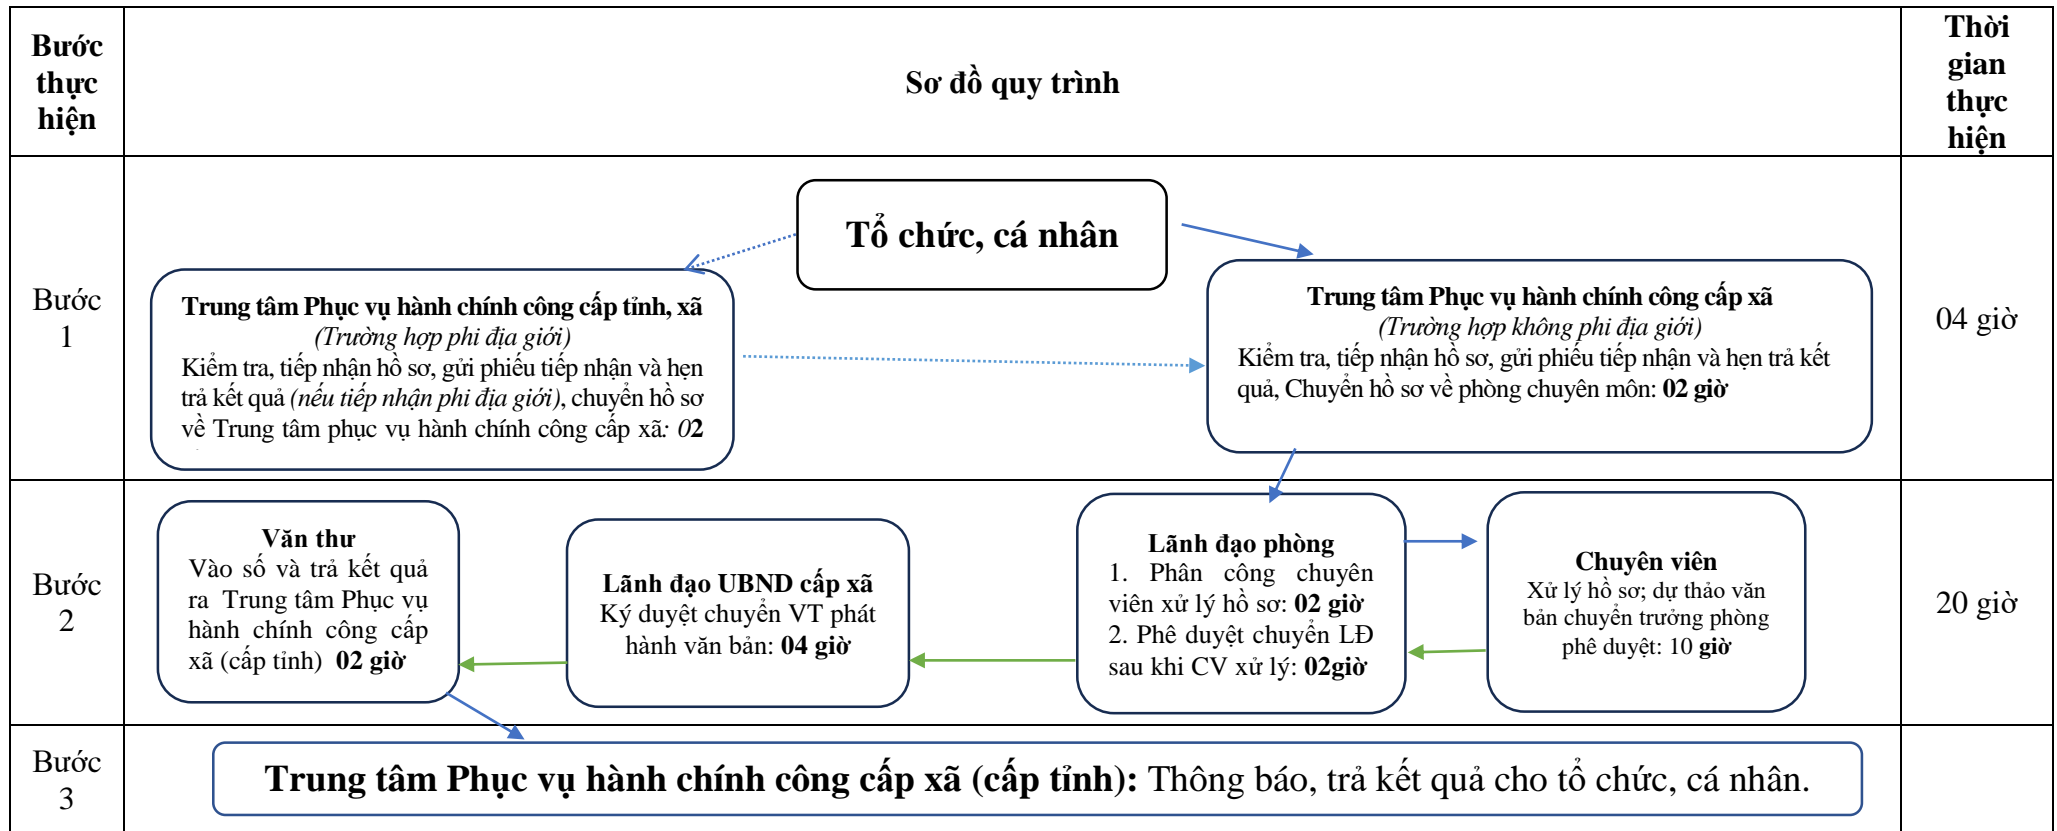 Bước
thực
hiện
Sơ đồ quy trình
Thời
gian
thực
hiện
Bước
1
Tổ chức, cá nhân
Trung tâm Phục vụ hành chính công cấp tỉnh, xã
(Trường hợp phi địa giới)
Kiểm tra, tiếp nhận hồ sơ, gửi phiếu tiếp nhận và hẹn
trả kết quả (nếu tiếp nhận phi địa giới), chuyển hồ sơ
về Trung tâm phục vụ hành chính công cấp xã: 02
Trung tâm Phục vụ hành chính công cấp xã
(Trường hợp không phi địa giới)
Kiểm tra, tiếp nhận hồ sơ, gửi phiếu tiếp nhận và hẹn trả kết
quả, Chuyển hồ sơ về phòng chuyên môn: 02 giờ
04 giờ
Bước
2
Văn thư
Vào số và trả kết quả
ra Trung tâm Phục vụ
hành chính công cấp
xã (cấp tỉnh) 02 giờ
Lãnh đạo UBND cấp xã
Ký duyệt chuyển VT phát
hành văn bản: 04 giờ
Lãnh đạo phòng
1. Phân công chuyên
viên xử lý hồ sơ: 02 giờ
2. Phê duyệt chuyển LĐ
sau khi CV xử lý: 02giờ
Chuyên viên
Xử lý hồ sơ; dự thảo văn
bản chuyển trưởng phòng
phê duyệt: 10 giờ
20 giờ
Bước
3
Trung tâm Phục vụ hành chính công cấp xã (cấp tỉnh): Thông báo, trả kết quả cho tổ chức, cá nhân.